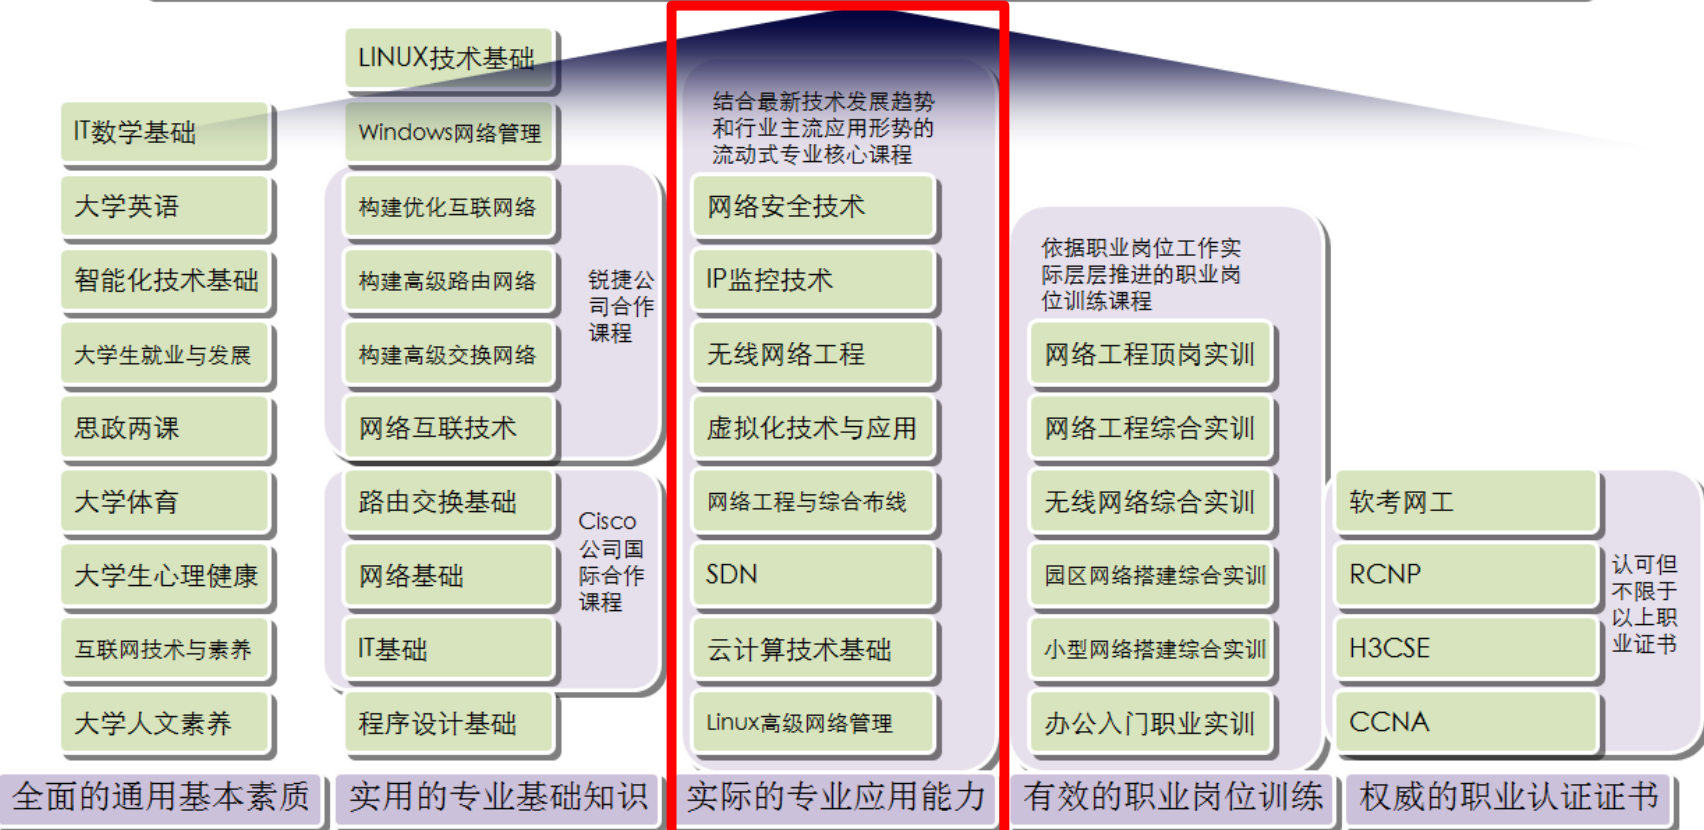 IT数学基础
大学英语
智能化技术基础
大学生就业与发展
思政两课
大学体育
大学生心理健康
互联网技术与素养
大学人文素养
全面的通用基本素质
LINUX技术基础
Windows网络管理
构建优化互联网络
构建高级路由网络
构建高级交换网络
网络互联技术
锐捷公
司合作
课程
路由交换基础
网络基础
IT基础
Cisco
公司国
际合作
课程
程序设计基础
实用的专业基础知识
结合最新技术发展趋势
和行业主流应用形势的
流动式专业核心课程
网络安全技术
IP监控技术
无线网络工程
虚拟化技术与应用
网络工程与综合布线
SDN
云计算技术基础
Linux高级网络管理
实际的专业应用能力
依据职业岗位工作实
际层层推进的职业岗
位训练课程
网络工程顶岗实训
网络工程综合实训
无线网络综合实训
园区网络搭建综合实训
小型网络搭建综合实训
办公入门职业实训
有效的职业岗位训练
软考网工
RCNP
H3CSE
CCNA
认可但
不限于
以上职
业证书
权威的职业认证证书